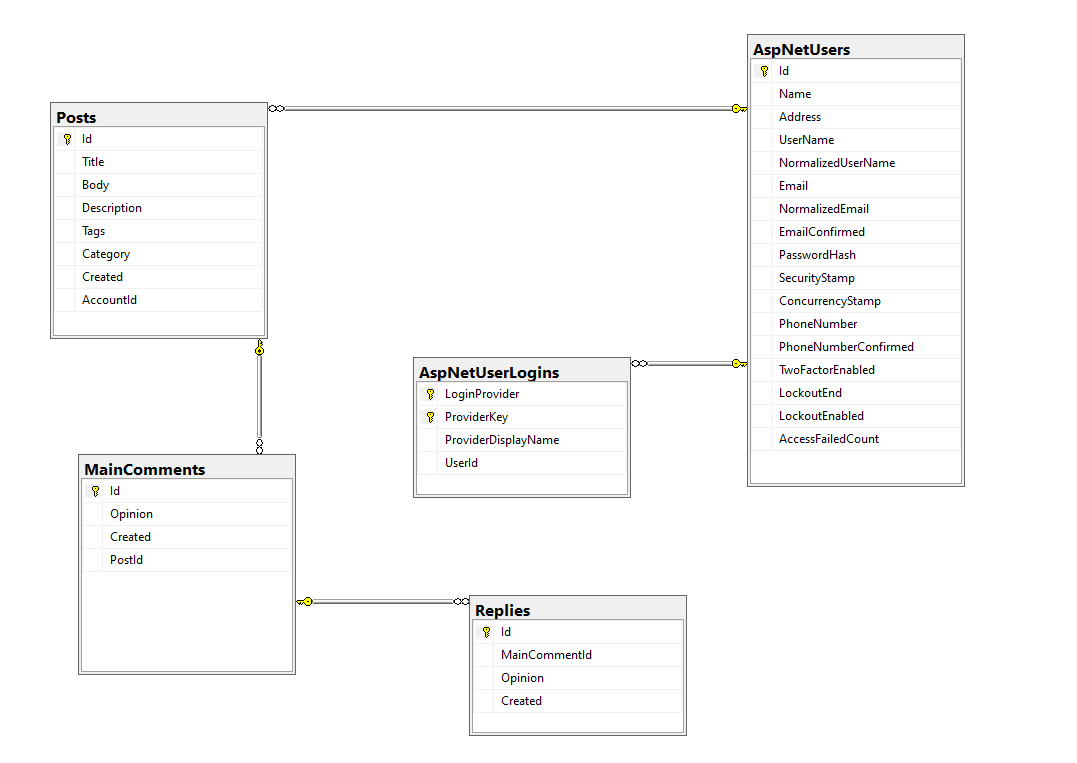 AspNetUsers
Id
Name
Address
UserName
NormalizedUserName
Email
NormalizedEmail
EmailConfirmed
PasswordHash
SecurityStamp
ConcurrencyStamp
PhoneNumber
PhoneNumberConfirmed
TwoFactorEnabled
LockoutEnd
LockoutEnabled
AccessFailedCount
Posts
Id
Title
Body
Description
Tags
Category
Created
AccountId
AspNetUserLogins
LoginProvider
ProviderKey
ProviderDisplayName
UserId
MainComments
Id
Opinion
Created
PostId
Replies
Id
MainCommentId
Opinion
Created